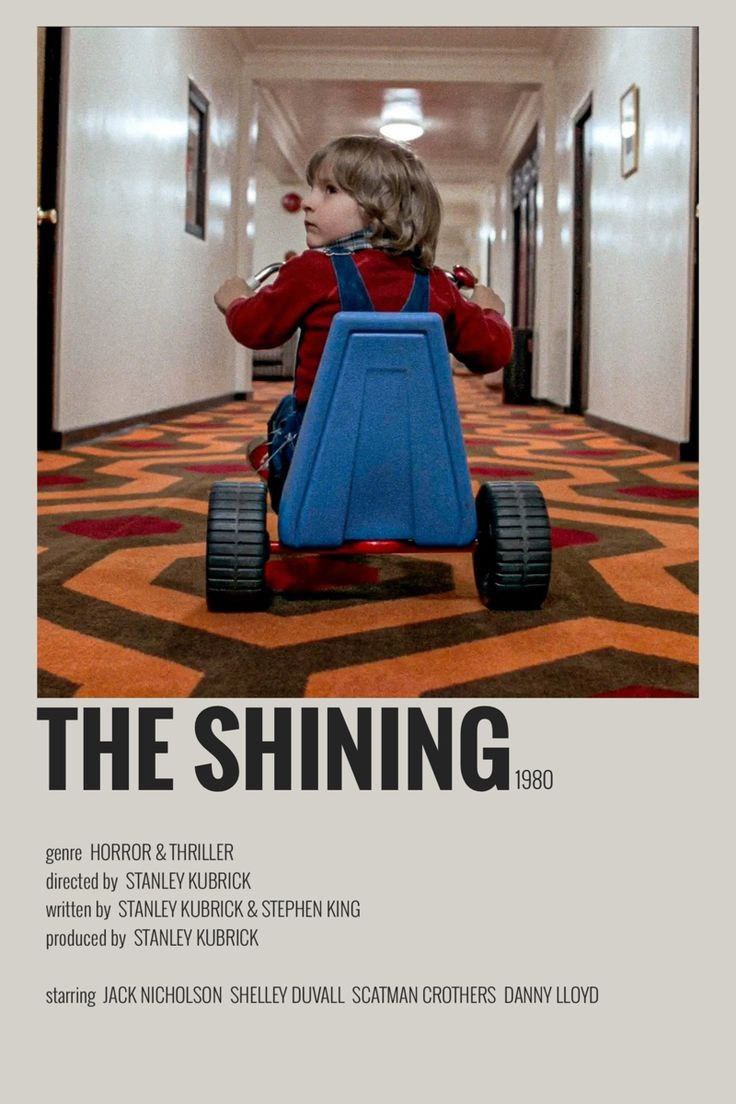 THE SHINING 1980
genre HORROR & THRILLER
directed by STANLEY KUBRICK
written by STANLEY KUBRICK & STEPHEN KING
produced by STANLEY KUBRICK
starring JACK NICHOLSON SHELLEY DUVALL SCATMAN CROTHERS DANNY LLOYD